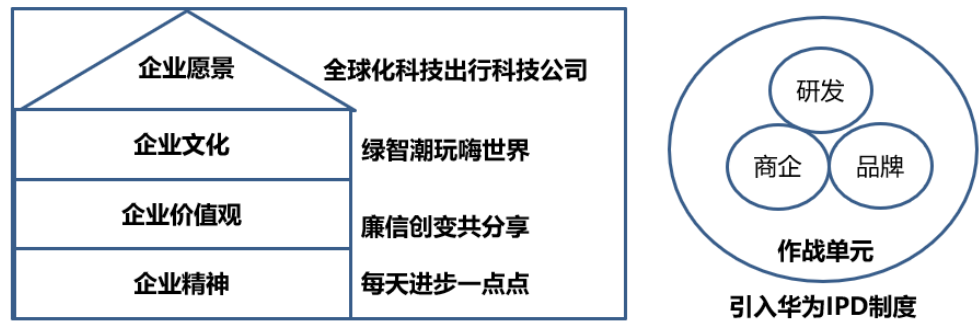 企业愿景
全球化科技出行科技公司
企业文化
绿智潮玩嗨世界
企业价值观
廉信创变共分享
企业精神
每天进步一点点
研发
商企
品牌
作战单元
引入华为IPD制度